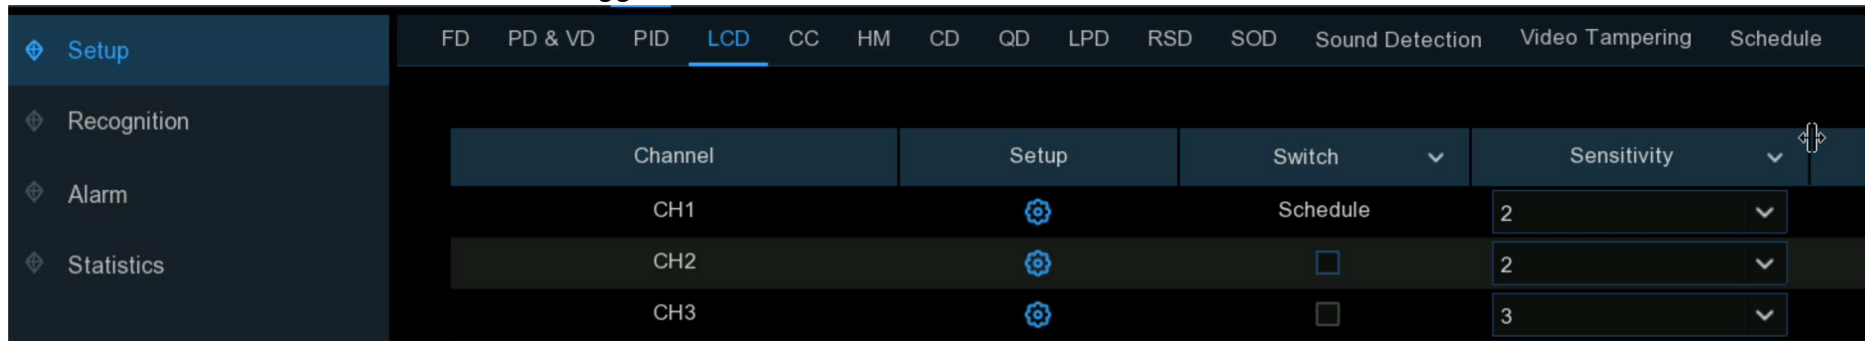 gg
Setup
FD PD & VD PID LCD CC HM CD QD LPD RSD SOD Sound Detection Video Tampering Schedule
Recognition
Alarm
Statistics
Channel Setup Switch Sensitivity
CH1 Schedule 2
CH2 2
CH3 3